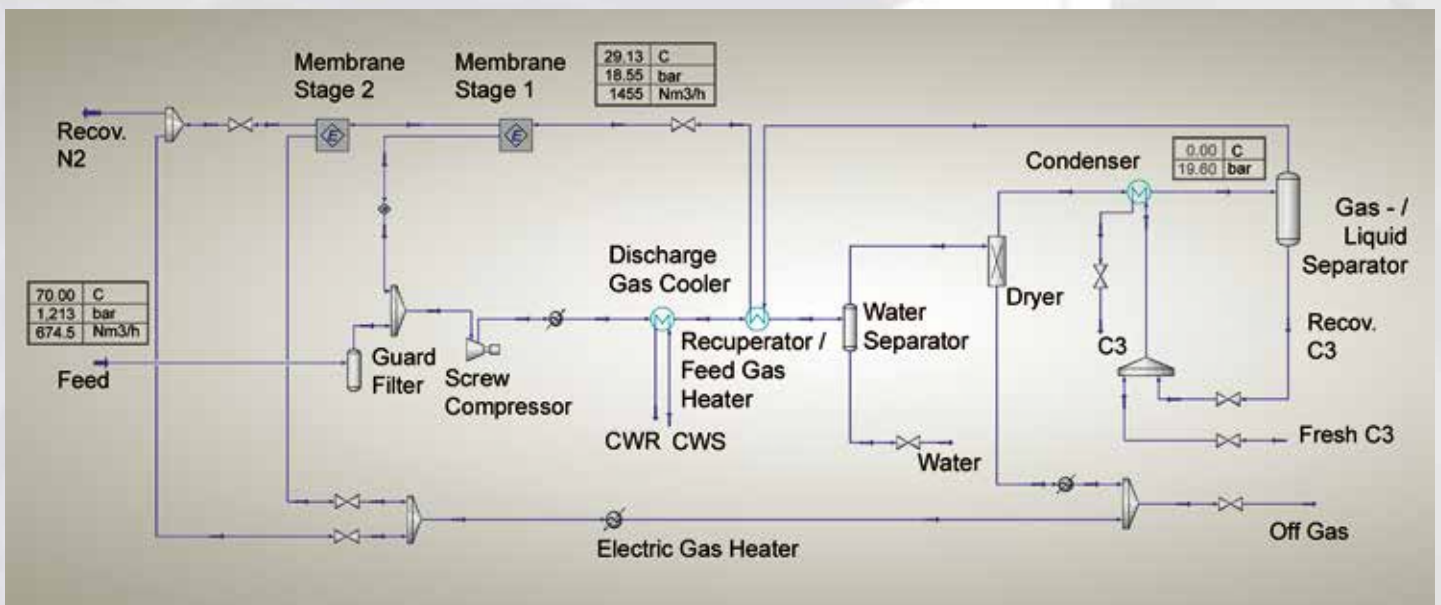 Membrane
Stage 2
Membrane
Stage 1
29.13 C
18.55 bar
1455 Nm3/h
Recov.
N2
E
E
Condenser
0.00 C
19.60 bar
Gas - /
Liquid
Separator
70.00 C
1,213 bar
674.5 Nm3/h
Feed
Guard
Filter
Screw
Compressor
Discharge
Gas Cooler
Recuperator /
Feed Gas
Heater
CWR CWS
Water
Separator
Water
Dryer
C3
Recov.
C3
Fresh C3
Electric Gas Heater
Off Gas